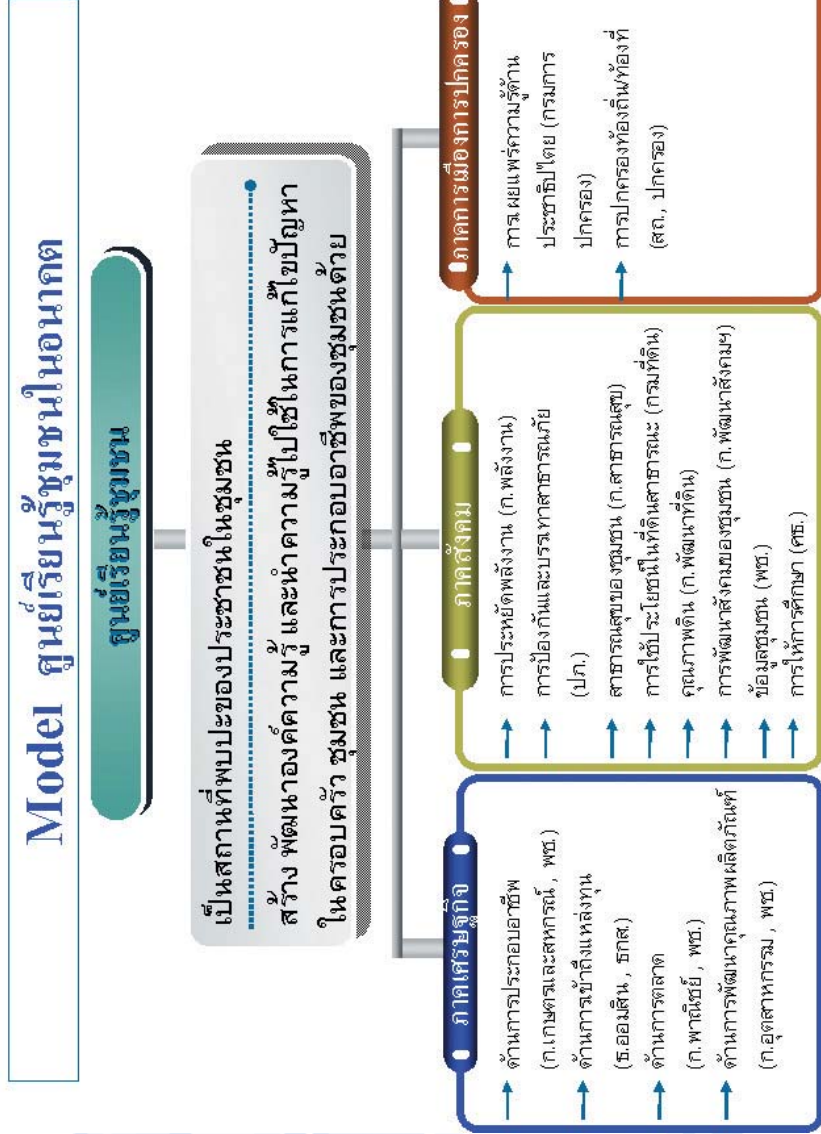 Model ศูนย์เรียนรู้ชุมชนในอนาคต
ศูนย์เรียนรู้ชุมชน
เป็นสถานที่พบปะของประชาชนในชุมชน
สร้าง พัฒนาองค์ความรู้ และนำความรู้ไปใช้ในการแก้ไขปัญหา
ในครอบครัว ชุมชน และการประกอบอาชีพของชุมชนด้วย
ภาคเศรษฐกิจ
ด้านการประกอบอาชีพ
(ก.เกษตรและสหกรณ์ , พช.)
ด้านการเข้าถึงแหล่งทุน
(ธ.ออมสิน , ธกส.)
ด้านการตลาด
(ก.พาณิชย์ , พช.)
ด้านการพัฒนาคุณภาพผลิตภัณฑ์
(ก.อุตสาหกรรม , พช.)
ภาคสังคม
การประหยัดพลังงาน (ก.พลังงาน)
การป้องกันและบรรเทาสาธารณภัย
(ปภ.)
สาธารณสุขของชุมชน (ก.สาธารณสุข)
การใช้ประโยชน์ในที่ดินสาธารณะ (กรมที่ดิน)
คุณภาพดิน (ก.พัฒนาที่ดิน)
การพัฒนาสังคมของชุมชน (ก.พัฒนาสังคมฯ)
ข้อมูลชุมชน (พช.)
การให้การศึกษา (ศธ.)
ภาคการเมืองการปกครอง
การเผยแพร่ความรู้ด้าน
ประชาธิปไตย (กรมการ
ปกครอง)
การปกครองท้องถิ่น/ท้องที่
(สถ., ปกครอง)